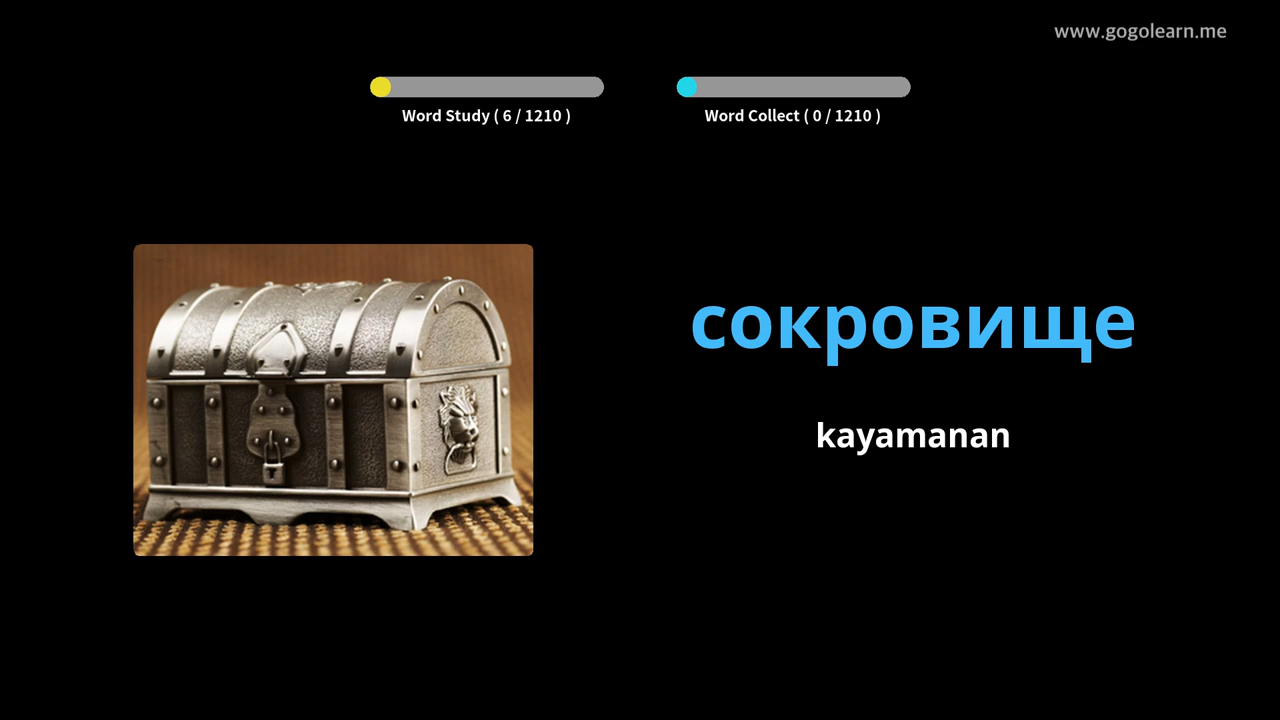 www.gogolearn.me
Word Study ( 6 / 1210 )
Word Collect ( 0 / 1210 )
сокровище
kayamanan